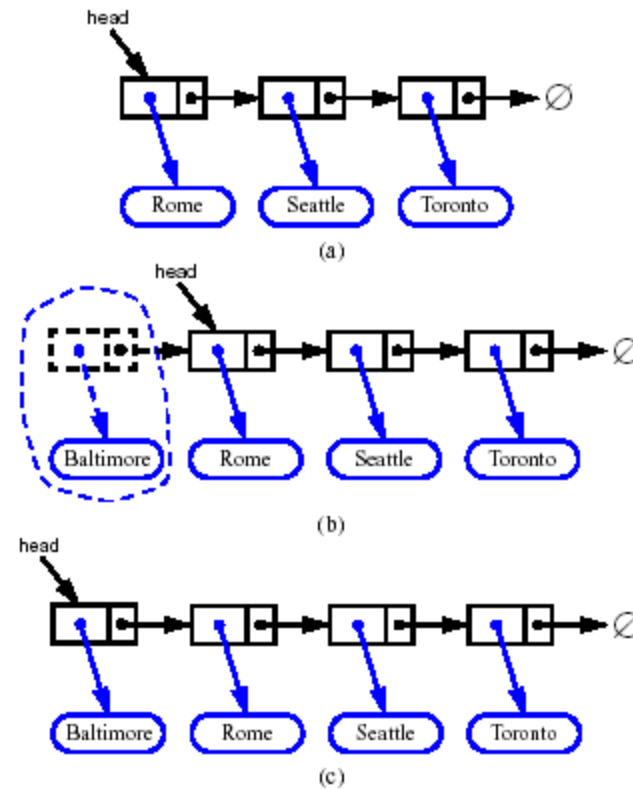 head
∅
Rome Seattle Toronto
(a)
head
∅
Baltimore Rome Seattle Toronto
(b)
head
∅
Baltimore Rome Seattle Toronto
(c)